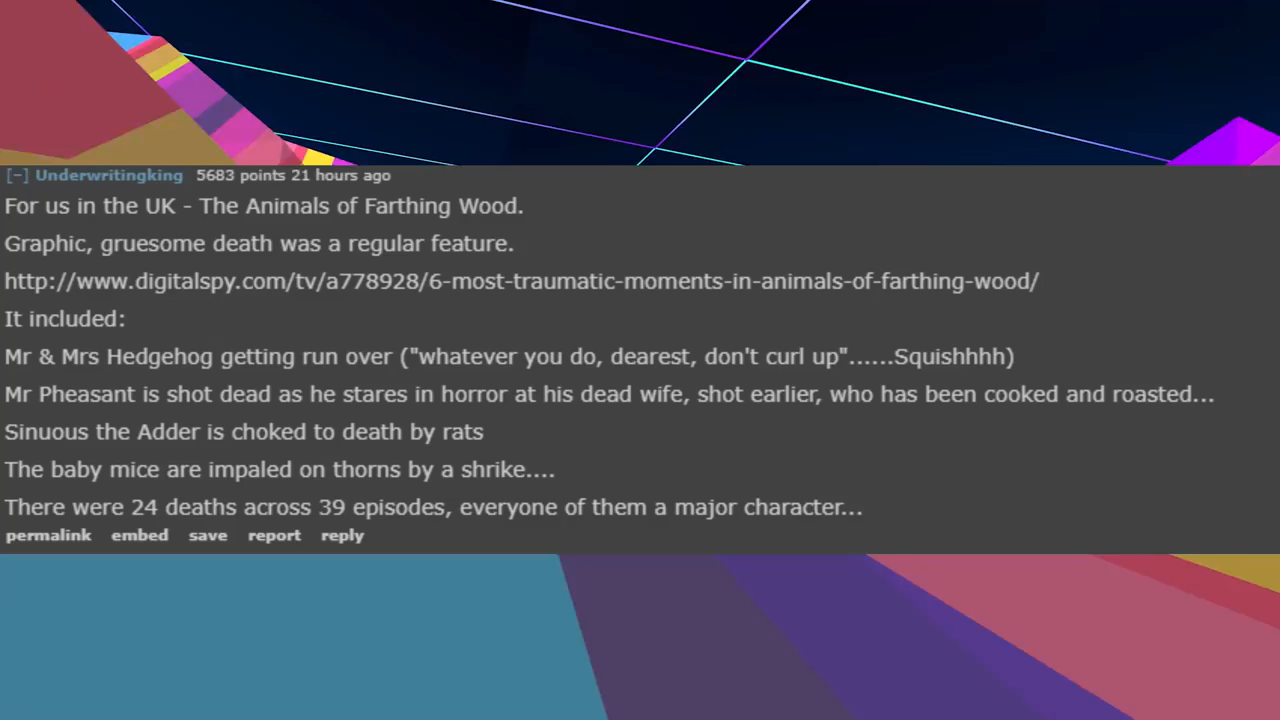 [-] Underwritingking 5683 points 21 hours ago
For us in the UK - The Animals of Farthing Wood.
Graphic, gruesome death was a regular feature.
http://www.digitalspy.com/tv/a778928/6-most-traumatic-moments-in-animals-of-farthing-wood/
It included:
Mr & Mrs Hedgehog getting run over ("whatever you do, dearest, don't curl up"......Squishhhh)
Mr Pheasant is shot dead as he stares in horror at his dead wife, shot earlier, who has been cooked and roasted...
Sinuous the Adder is choked to death by rats
The baby mice are impaled on thorns by a shrike....
There were 24 deaths across 39 episodes, everyone of them a major character...
permalink embed save report reply